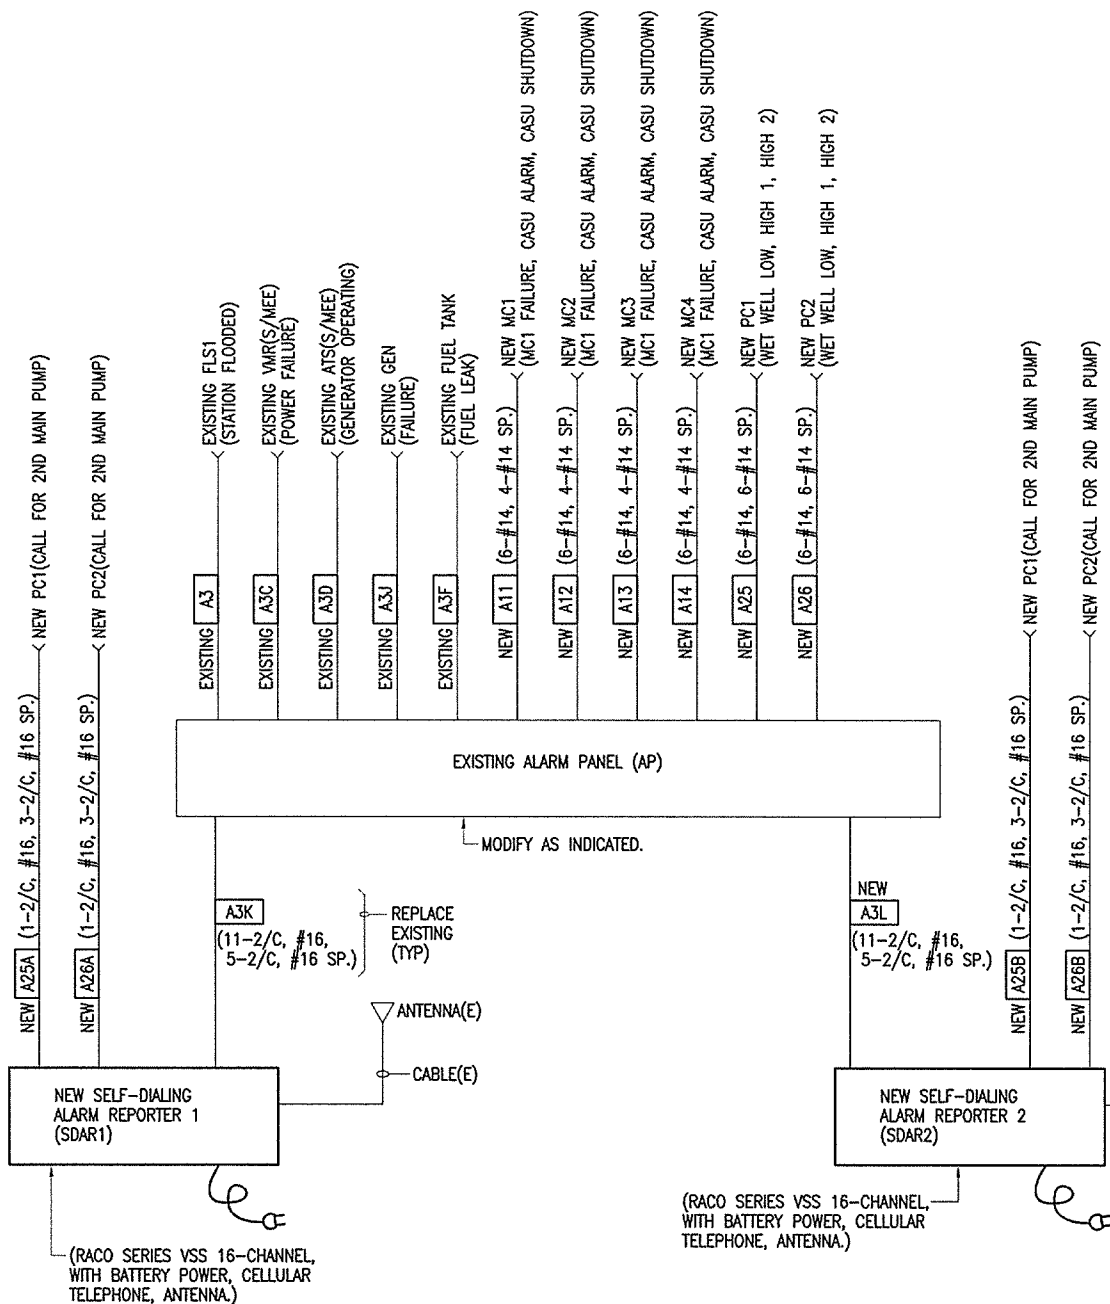 NEW A25A (1-2/C, #16, 3-2/C, #16 SP.) NEW PC1(CALL FOR 2ND MAIN PUMP)
NEW A26A (1-2/C, #16, 3-2/C, #16 SP.) NEW PC2(CALL FOR 2ND MAIN PUMP)
EXISTING A3 EXISTING FLS1
(STATION FLOODED)
EXISTING A3C EXISTING VMR(S/MEE)
(POWER FAILURE)
EXISTING A3D EXISTING ATS(S/MEE)
(GENERATOR OPERATING)
EXISTING A3J EXISTING GEN
(FAILURE)
EXISTING A3F EXISTING FUEL TANK
(FUEL LEAK)
NEW A11 (6-#14, 4-#14 SP.) NEW MC1
(MC1 FAILURE, CASU ALARM, CASU SHUTDOWN)
NEW A12 (6-#14, 4-#14 SP.) NEW MC2
(MC1 FAILURE, CASU ALARM, CASU SHUTDOWN)
NEW A13 (6-#14, 4-#14 SP.) NEW MC3
(MC1 FAILURE, CASU ALARM, CASU SHUTDOWN)
NEW A14 (6-#14, 4-#14 SP.) NEW MC4
(MC1 FAILURE, CASU ALARM, CASU SHUTDOWN)
NEW A25 (6-#14, 6-#14 SP.) NEW PC1
(WET WELL LOW, HIGH 1, HIGH 2)
NEW A26 (6-#14, 6-#14 SP.) NEW PC2
(WET WELL LOW, HIGH 1, HIGH 2)
NEW A25B (1-2/C, #16, 3-2/C, #16 SP.) NEW PC1(CALL FOR 2ND MAIN PUMP)
NEW A26B (1-2/C, #16, 3-2/C, #16 SP.) NEW PC2(CALL FOR 2ND MAIN PUMP)
EXISTING ALARM PANEL (AP)
MODIFY AS INDICATED.
A3K
(11-2/C, #16,
5-2/C, #16 SP.)
REPLACE
EXISTING
(TYP)
NEW
A3L
(11-2/C, #16,
5-2/C, #16 SP.)
ANTENNA(E)
CABLE(E)
NEW SELF-DIALING
ALARM REPORTER 1
(SDAR1)
NEW SELF-DIALING
ALARM REPORTER 2
(SDAR2)
(RACO SERIES VSS 16-CHANNEL,
WITH BATTERY POWER, CELLULAR
TELEPHONE, ANTENNA.)
(RACO SERIES VSS 16-CHANNEL,
WITH BATTERY POWER, CELLULAR
TELEPHONE, ANTENNA.)